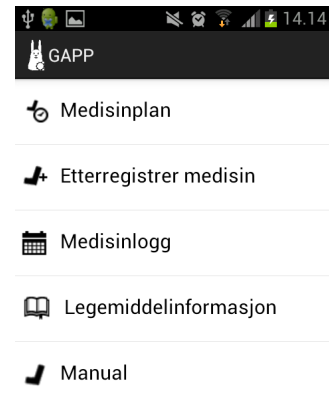 14.14
GAPP
Medisinplan
Etterregistrer medisin
Medisinlogg
Legemiddelinformasjon
Manual